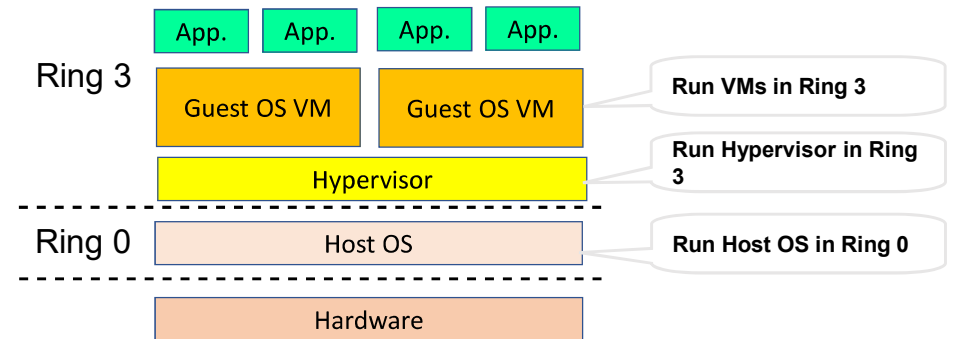 App.
App.
App.
App.
Ring 3
Guest OS VM
Guest OS VM
Run VMs in Ring 3
Run Hypervisor in Ring
3
Hypervisor
Ring 0
Host OS
Run Host OS in Ring 0
Hardware